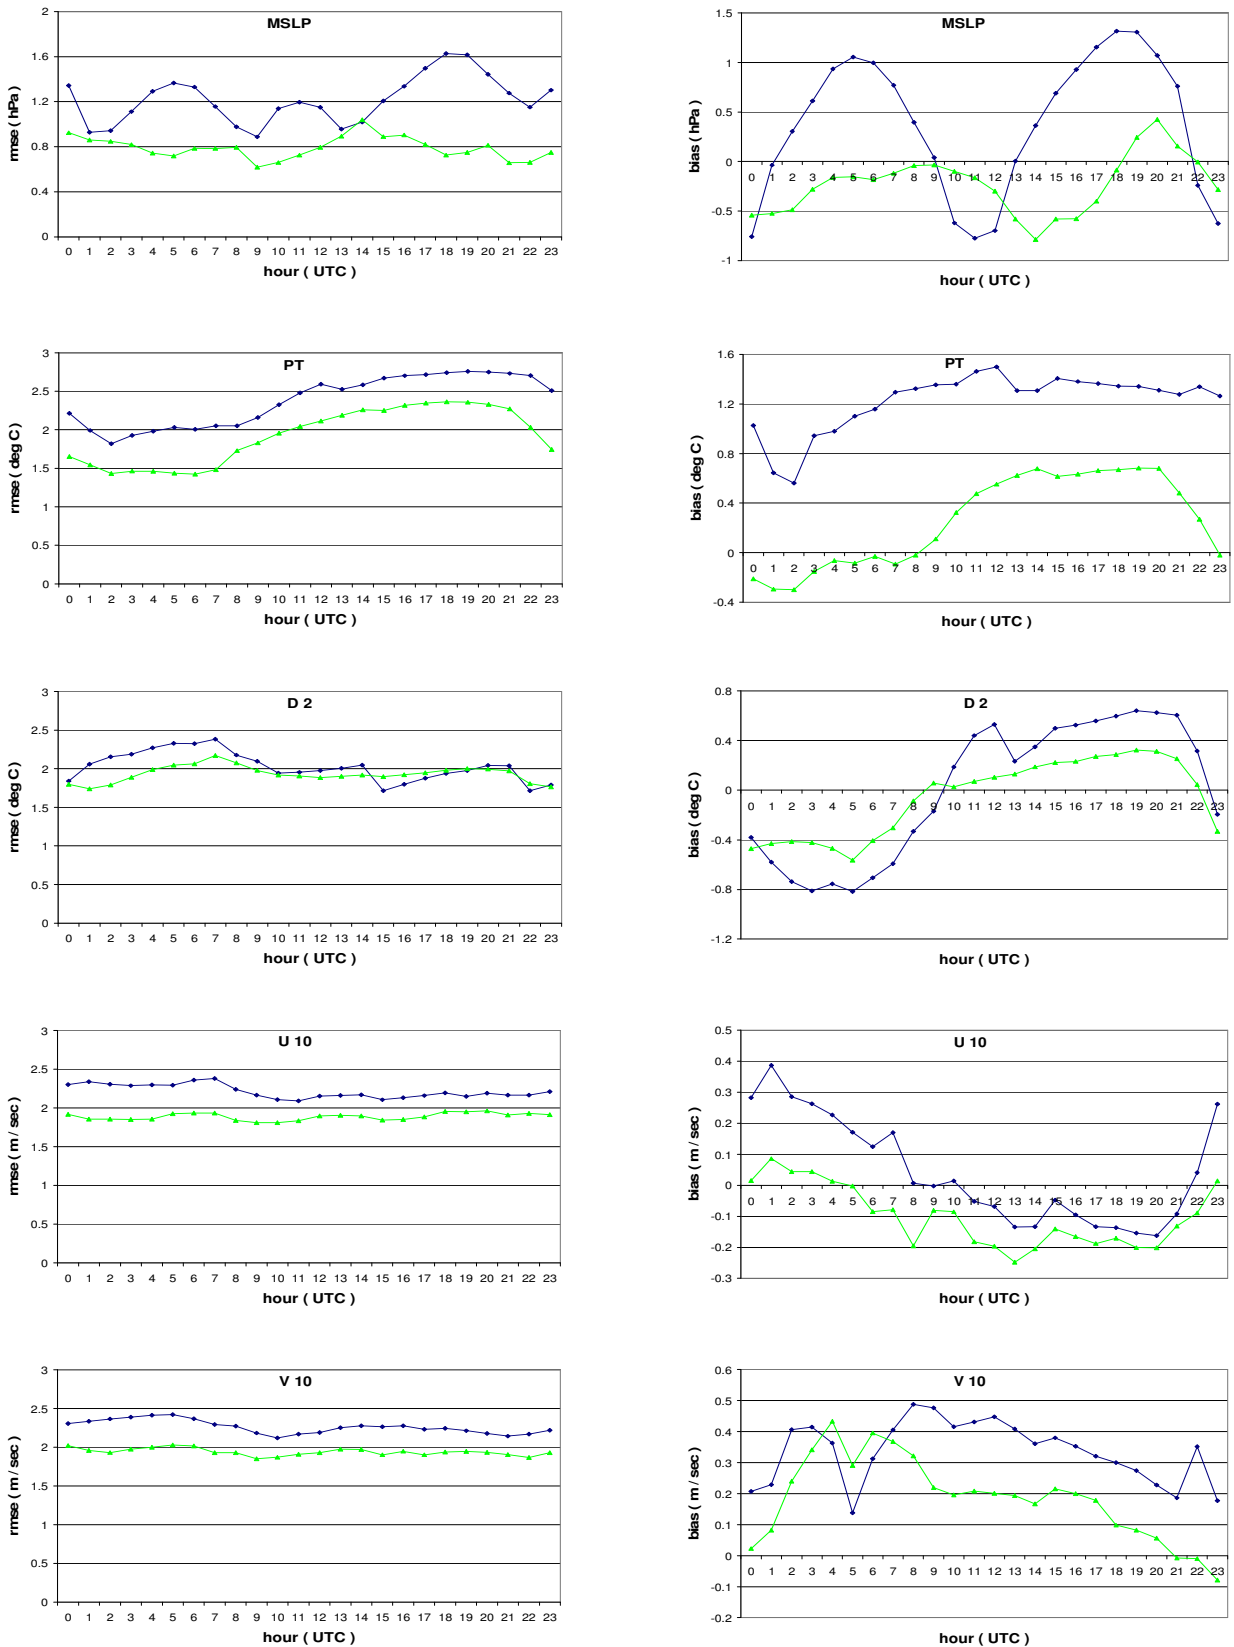 MSLP
rmse ( hPa)
2
1.6
1.2
0.8
0.4
0
0 1 2 3 4 5 6 7 8 9 10 11 12 13 14 15 16 17 18 19 20 21 22 23
hour ( UTC )
MSLP
bias ( hPa)
1.5
1
0.5
0
-0.5
-1
0 1 2 3 4 5 6 7 8 9 10 11 12 13 14 15 16 17 18 19 20 21 22 23
hour ( UTC )
PT
rmse ( deg C)
3
2.5
2
1.5
1
0.5
0
0 1 2 3 4 5 6 7 8 9 10 11 12 13 14 15 16 17 18 19 20 21 22 23
hour ( UTC )
PT
bias ( deg C)
1.6
1.2
0.8
0.4
0
-0.4
0 1 2 3 4 5 6 7 8 9 10 11 12 13 14 15 16 17 18 19 20 21 22 23
hour ( UTC )
D 2
rmse ( deg C)
3
2.5
2
1.5
1
0.5
0
0 1 2 3 4 5 6 7 8 9 10 11 12 13 14 15 16 17 18 19 20 21 22 23
hour ( UTC )
D 2
bias ( deg C)
0.8
0.4
0
-0.4
-0.8
-1.2
0 1 2 3 4 5 6 7 8 9 10 11 12 13 14 15 16 17 18 19 20 21 22 23
hour ( UTC )
U 10
rmse ( m / sec)
3
2.5
2
1.5
1
0.5
0
0 1 2 3 4 5 6 7 8 9 10 11 12 13 14 15 16 17 18 19 20 21 22 23
hour ( UTC )
U 10
bias ( m / sec )
0.5
0.4
0.3
0.2
0.1
0
-0.1
-0.2
-0.3
0 1 2 3 4 5 6 7 8 9 10 11 12 13 14 15 16 17 18 19 20 21 22 23
hour ( UTC )
V 10
rmse ( m / sec)
3
2.5
2
1.5
1
0.5
0
0 1 2 3 4 5 6 7 8 9 10 11 12 13 14 15 16 17 18 19 20 21 22 23
hour ( UTC )
V 10
bias ( m / sec)
0.6
0.5
0.4
0.3
0.2
0.1
0
-0.1
-0.2
0 1 2 3 4 5 6 7 8 9 10 11 12 13 14 15 16 17 18 19 20 21 22 23
hour ( UTC )